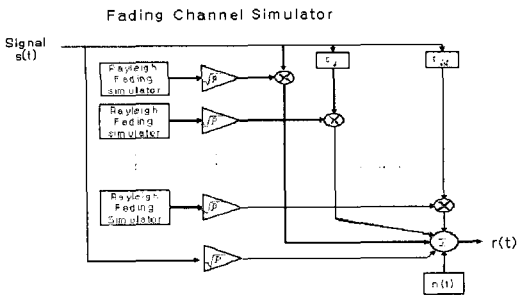 Fading Channel Simulator
Signal
s(t)
Rayleigh
Fading
simulator
Rayleigh
Fading
simulator
Rayleigh
Fading
Simulator
r(t)
n(t)